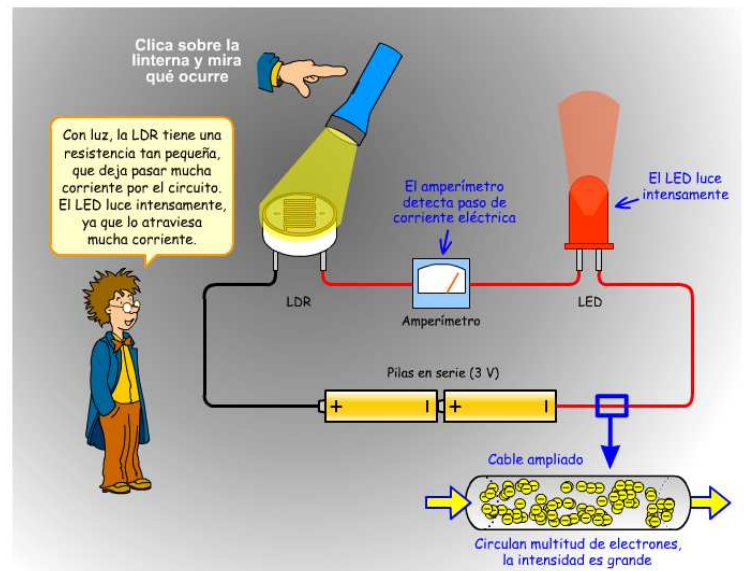 Clica sobre la
linterna y mira
qué ocurre
Con luz, la LDR tiene una
resistencia tan pequeña,
que deja pasar mucha
corriente por el circuito.
El LED luce intensamente,
ya que lo atraviesa
mucha corriente.
El amperímetro
detecta paso de
corriente eléctrica
El LED luce
intensamente
LDR
Amperímetro
LED
Pilas en serie (3 V)
+ - + -
Cable ampliado
Circulan multitud de electrones,
la intensidad es grande